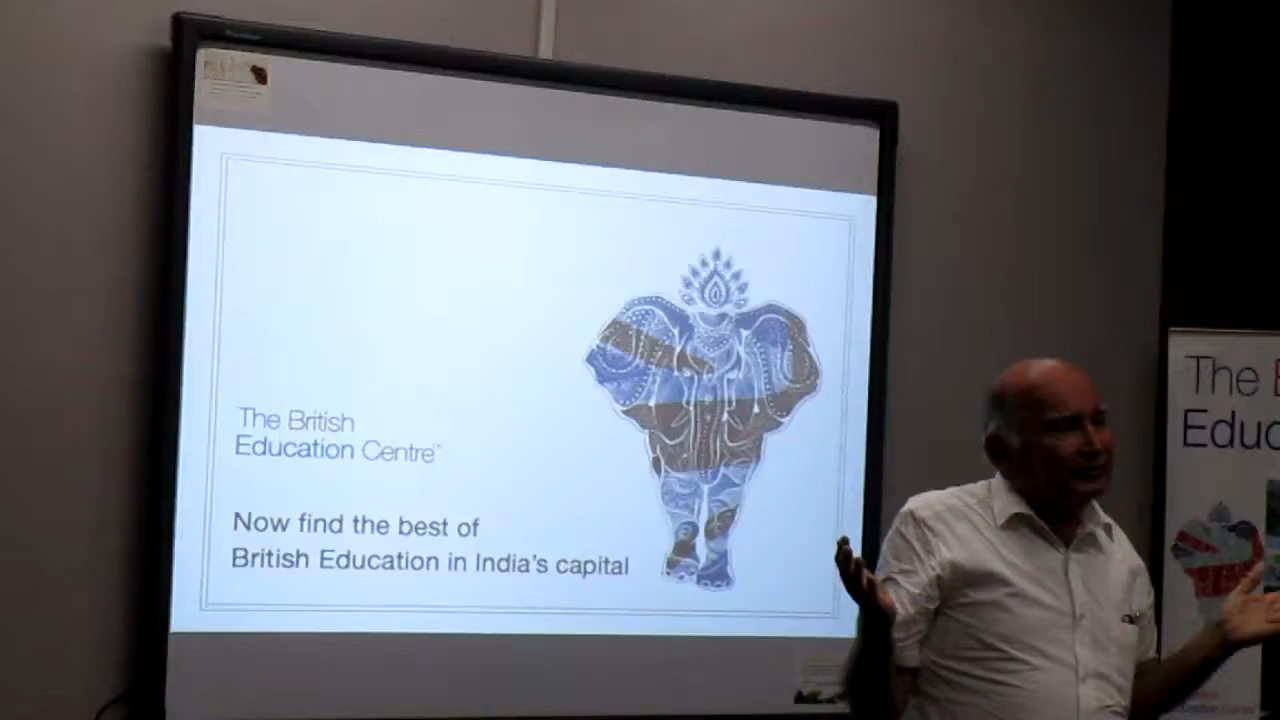 The British
Education Centre™
Now find the best of
British Education in India's capital
The
Educ